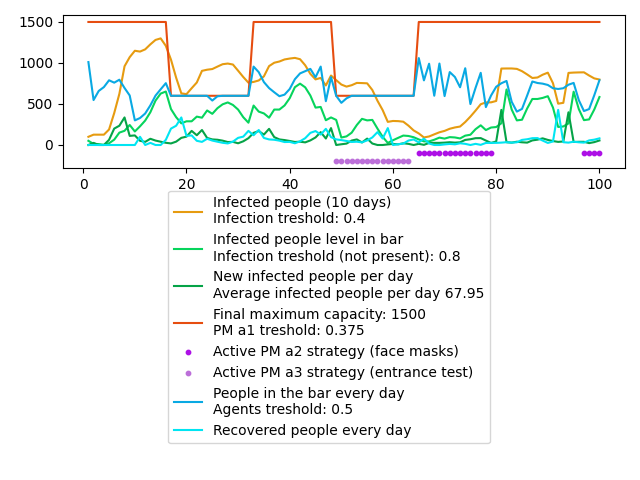 1500
1000
500
0
0 20 40 60 80 100
Infected people (10 days)
Infection treshold: 0.4
Infected people level in bar
Infection treshold (not present): 0.8
New infected people per day
Average infected people per day 67.95
Final maximum capacity: 1500
PM a1 treshold: 0.375
Active PM a2 strategy (face masks)
Active PM a3 strategy (entrance test)
People in the bar every day
Agents treshold: 0.5
Recovered people every day